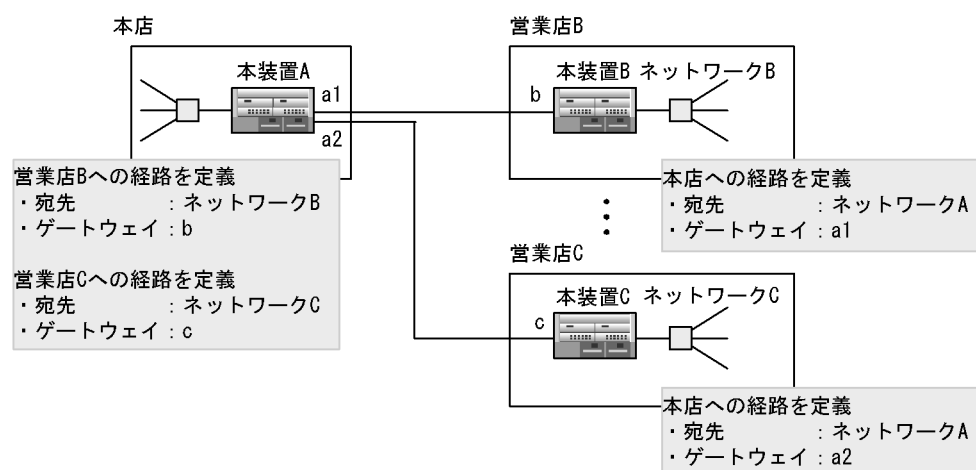 本店
本装置A
a1
a2
営業店Bへの経路を定義
・宛先　　　：ネットワークB
・ゲートウェイ：b
営業店Cへの経路を定義
・宛先　　　：ネットワークC
・ゲートウェイ：c
営業店B
本装置B ネットワークB
b
本店への経路を定義
・宛先　　　：ネットワークA
・ゲートウェイ：a1
営業店C
本装置C ネットワークC
c
本店への経路を定義
・宛先　　　：ネットワークA
・ゲートウェイ：a2